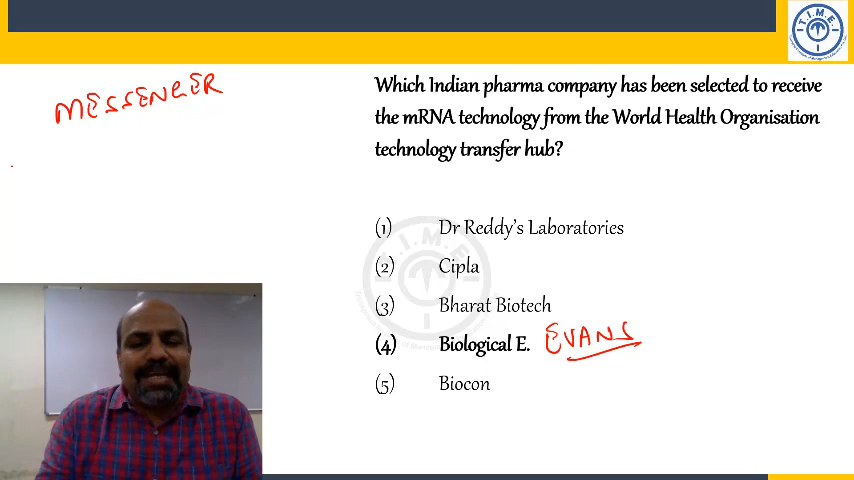 T.I.M.E.
MESSENGER
Which Indian pharma company has been selected to receive
the mRNA technology from the World Health Organisation
technology transfer hub?
(1) Dr Reddy's Laboratories
(2) Cipla
(3) Bharat Biotech
(4) Biological E. EVANS
(5) Biocon